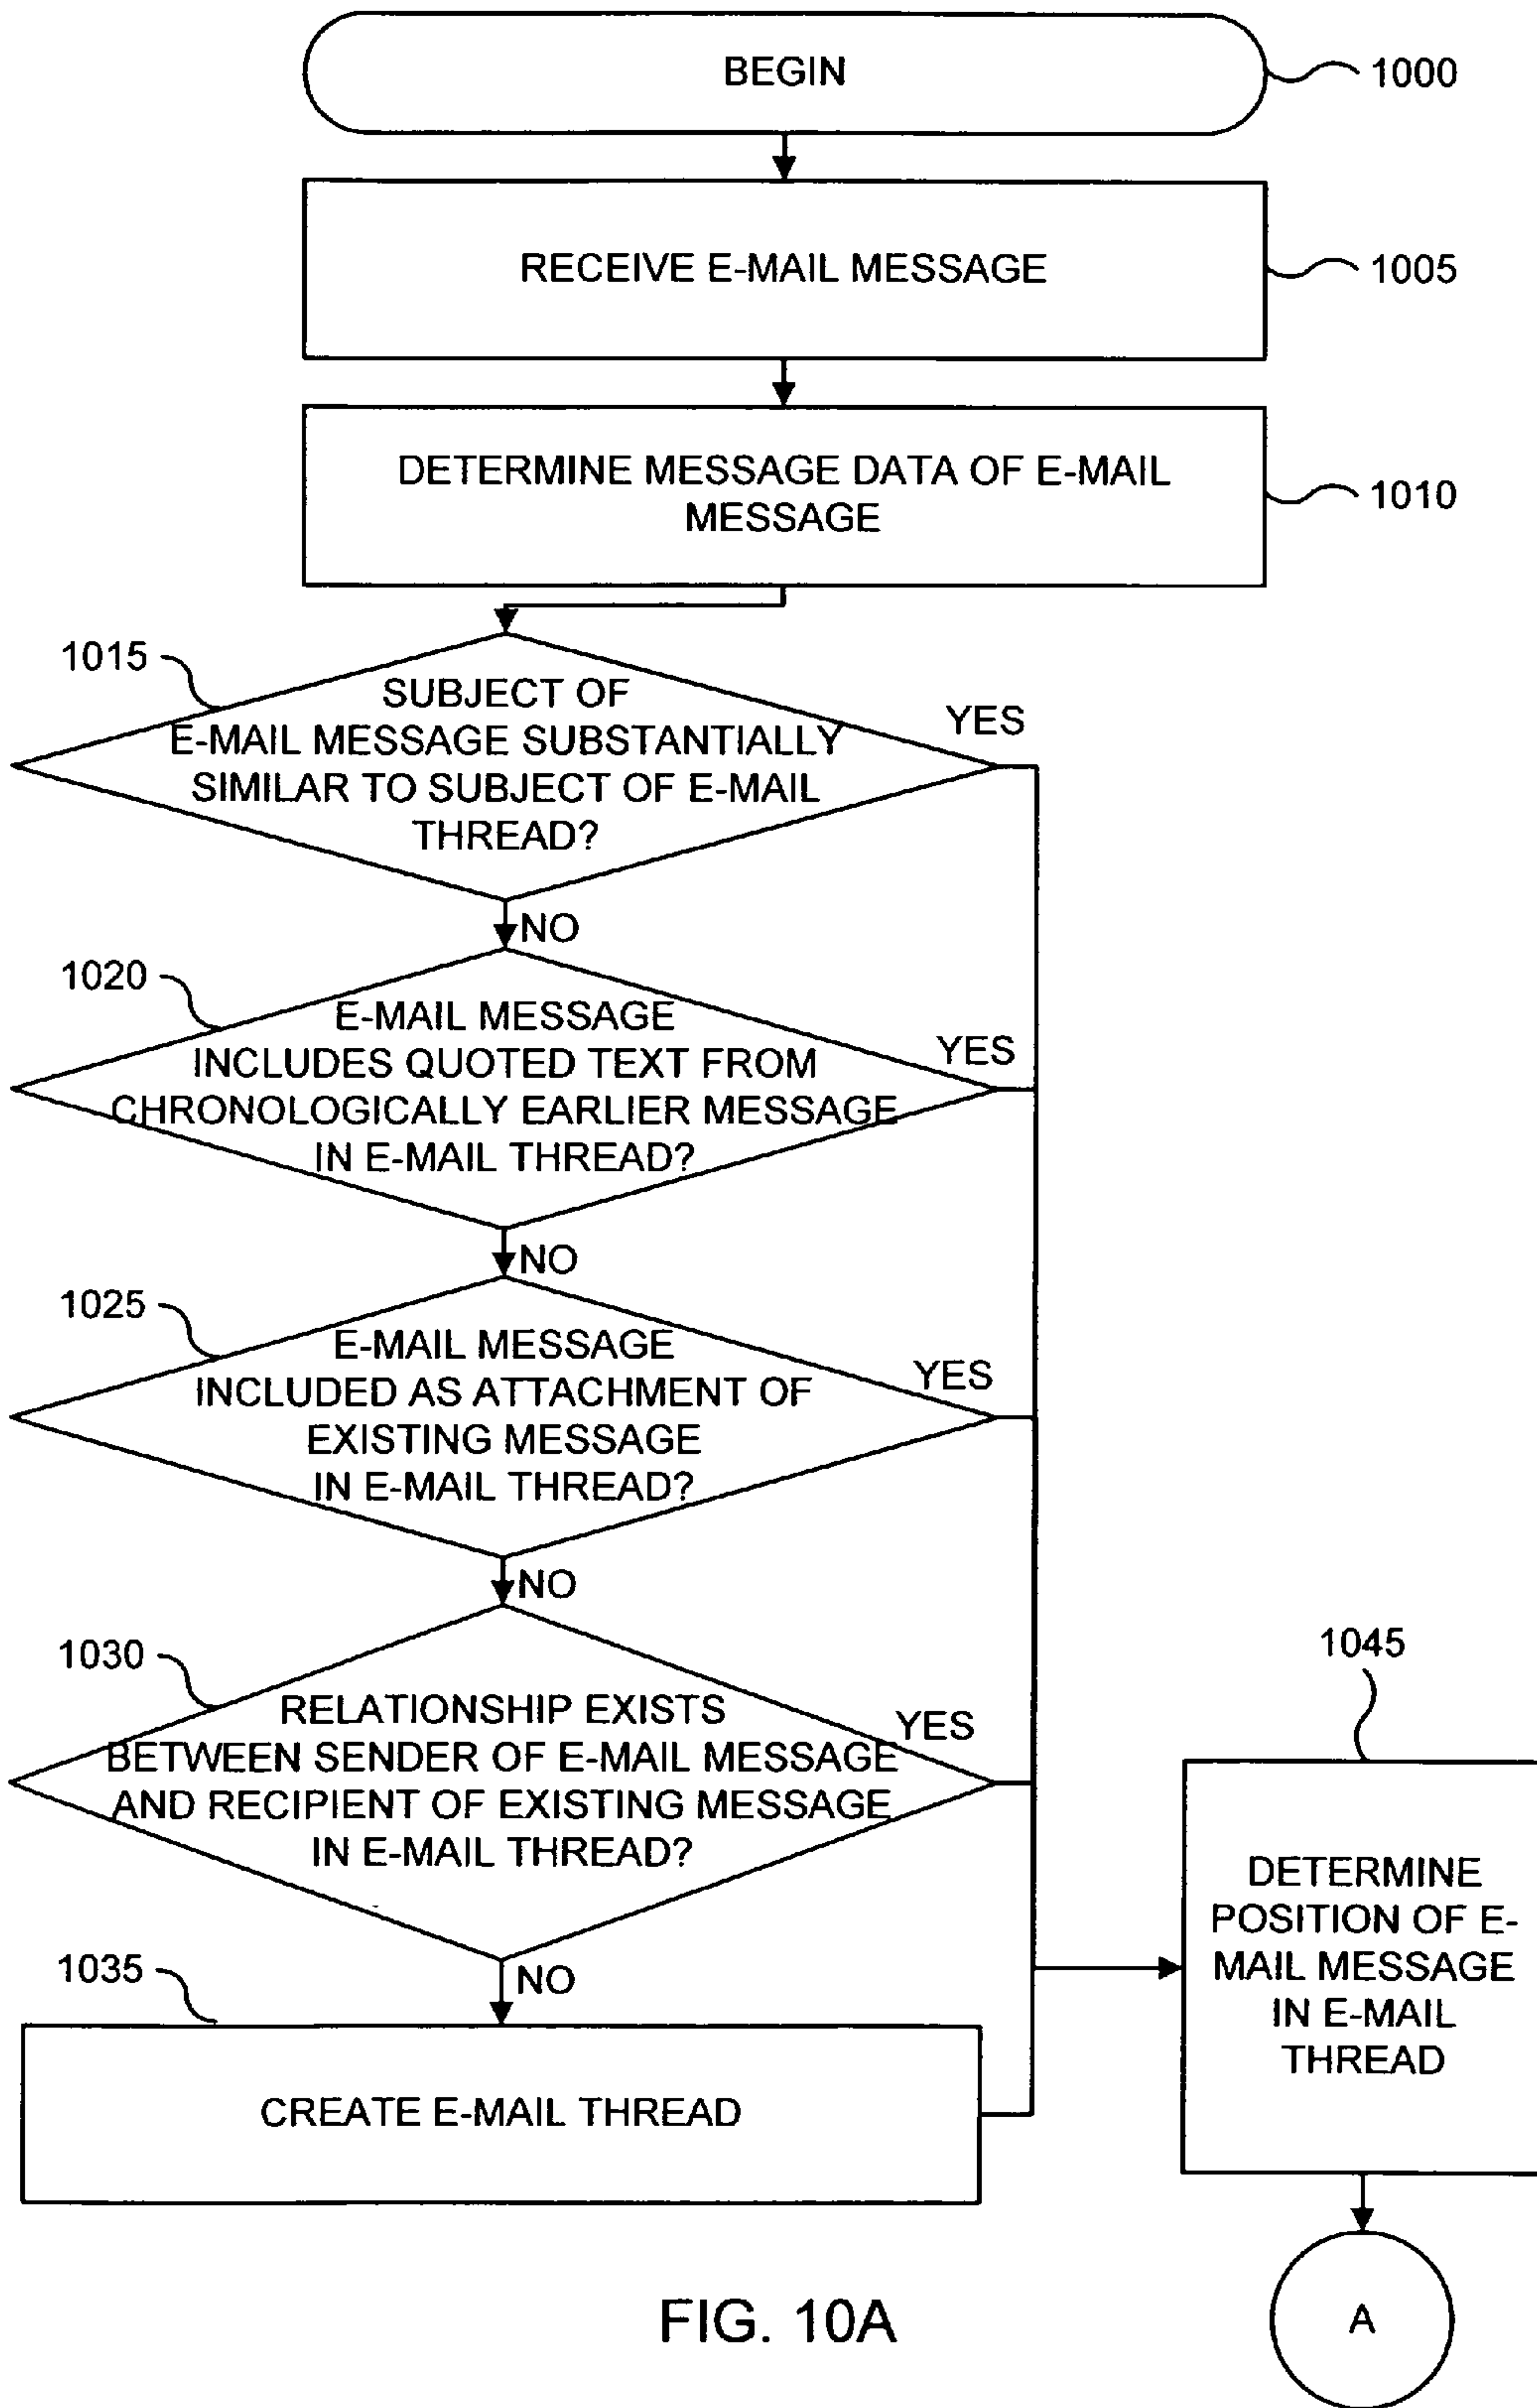 BEGIN
1000
RECEIVE E-MAIL MESSAGE
1005
DETERMINE MESSAGE DATA OF E-MAIL
MESSAGE
1010
1015
SUBJECT OF
E-MAIL MESSAGE SUBSTANTIALLY
SIMILAR TO SUBJECT OF E-MAIL
THREAD?
YES
NO
1020
E-MAIL MESSAGE
INCLUDES QUOTED TEXT FROM
CHRONOLOGICALLY EARLIER MESSAGE
IN E-MAIL THREAD?
YES
NO
1025
E-MAIL MESSAGE
INCLUDED AS ATTACHMENT OF
EXISTING MESSAGE
IN E-MAIL THREAD?
YES
NO
1030
RELATIONSHIP EXISTS
BETWEEN SENDER OF E-MAIL MESSAGE
AND RECIPIENT OF EXISTING MESSAGE
IN E-MAIL THREAD?
YES
NO
1035
CREATE E-MAIL THREAD
1045
DETERMINE
POSITION OF E-
MAIL MESSAGE
IN E-MAIL
THREAD
A
FIG. 10A